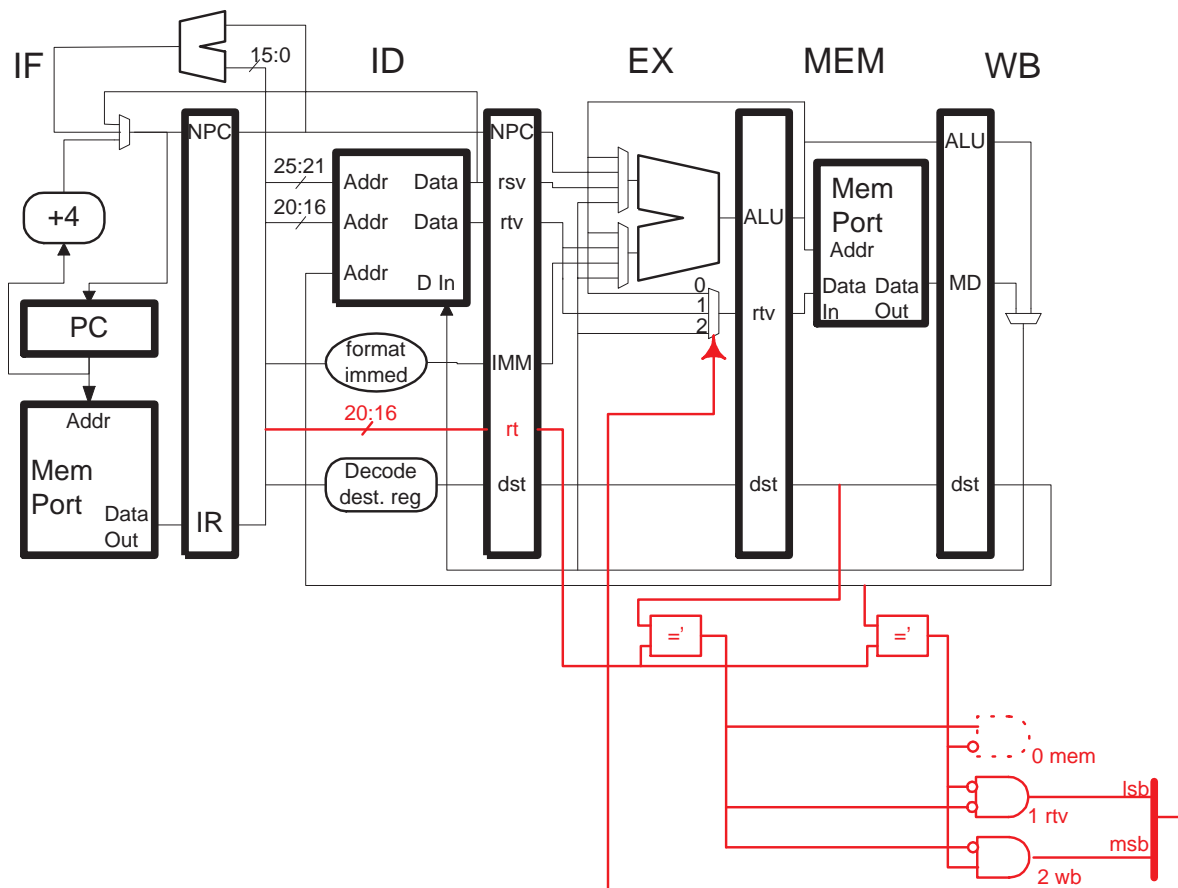 IF
ID
EX
MEM
WB
15:0
NPC
NPC
ALU
25:21
Addr
Data
rsv
20:16
Addr
Data
rtv
Addr
D In
+4
PC
Addr
Mem
Port
Data
Out
IR
format
immed
IMM
20:16
rt
Decode
dest. reg
dst
0
1
2
ALU
rtv
dst
Mem
Port
Addr
Data
In
Data
Out
MD
dst
='
='
0 mem
1 rtv
lsb
2 wb
msb